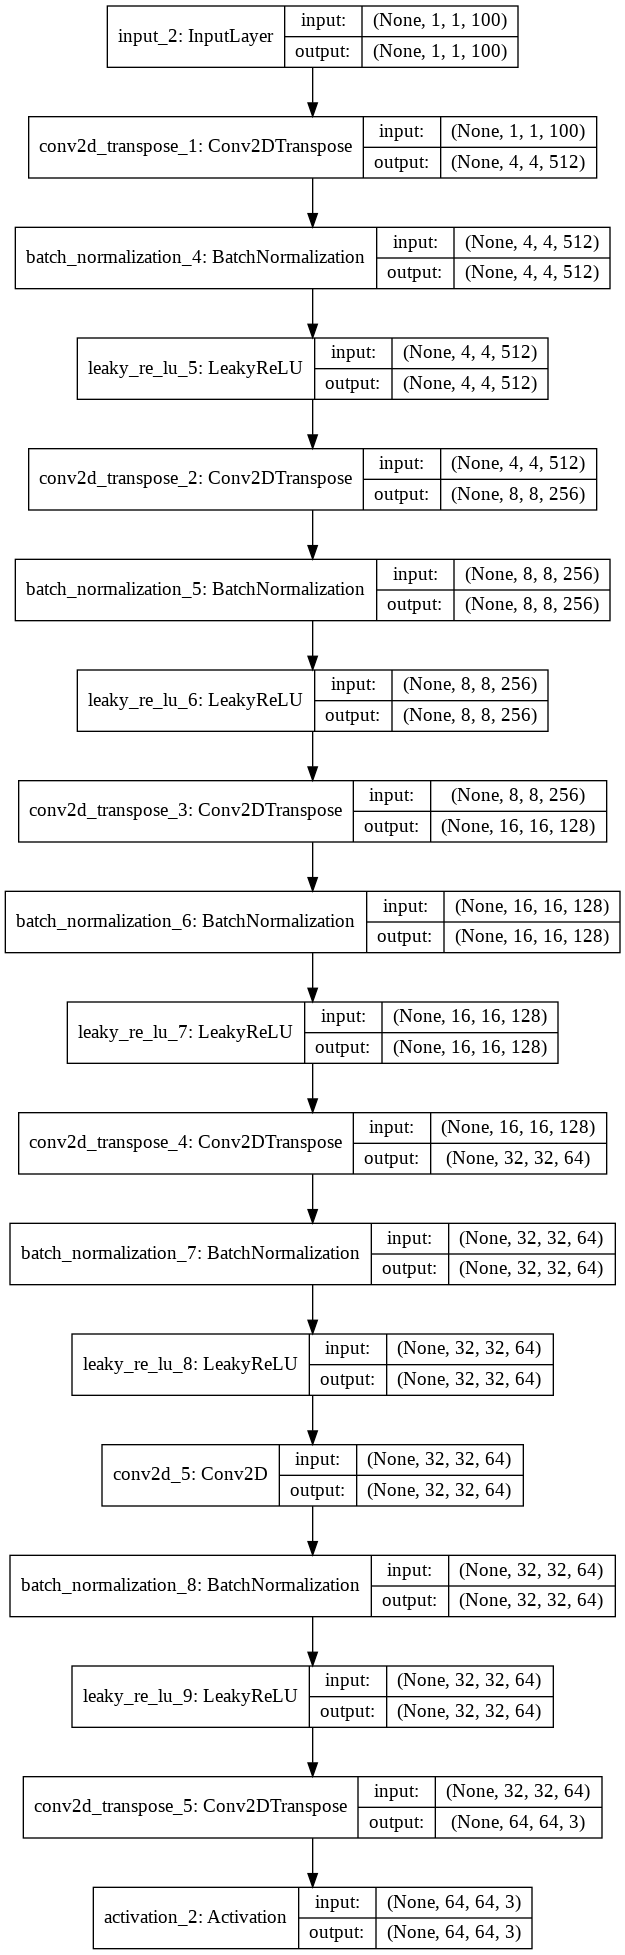 input_2: InputLayer
input: (None, 1, 1, 100)
output: (None, 1, 1, 100)
conv2d_transpose_1: Conv2DTranspose
input: (None, 1, 1, 100)
output: (None, 4, 4, 512)
batch_normalization_4: BatchNormalization
input: (None, 4, 4, 512)
output: (None, 4, 4, 512)
leaky_re_lu_5: LeakyReLU
input: (None, 4, 4, 512)
output: (None, 4, 4, 512)
conv2d_transpose_2: Conv2DTranspose
input: (None, 4, 4, 512)
output: (None, 8, 8, 256)
batch_normalization_5: BatchNormalization
input: (None, 8, 8, 256)
output: (None, 8, 8, 256)
leaky_re_lu_6: LeakyReLU
input: (None, 8, 8, 256)
output: (None, 8, 8, 256)
conv2d_transpose_3: Conv2DTranspose
input: (None, 8, 8, 256)
output: (None, 16, 16, 128)
batch_normalization_6: BatchNormalization
input: (None, 16, 16, 128)
output: (None, 16, 16, 128)
leaky_re_lu_7: LeakyReLU
input: (None, 16, 16, 128)
output: (None, 16, 16, 128)
conv2d_transpose_4: Conv2DTranspose
input: (None, 16, 16, 128)
output: (None, 32, 32, 64)
batch_normalization_7: BatchNormalization
input: (None, 32, 32, 64)
output: (None, 32, 32, 64)
leaky_re_lu_8: LeakyReLU
input: (None, 32, 32, 64)
output: (None, 32, 32, 64)
conv2d_5: Conv2D
input: (None, 32, 32, 64)
output: (None, 32, 32, 64)
batch_normalization_8: BatchNormalization
input: (None, 32, 32, 64)
output: (None, 32, 32, 64)
leaky_re_lu_9: LeakyReLU
input: (None, 32, 32, 64)
output: (None, 32, 32, 64)
conv2d_transpose_5: Conv2DTranspose
input: (None, 32, 32, 64)
output: (None, 64, 64, 3)
activation_2: Activation
input: (None, 64, 64, 3)
output: (None, 64, 64, 3)